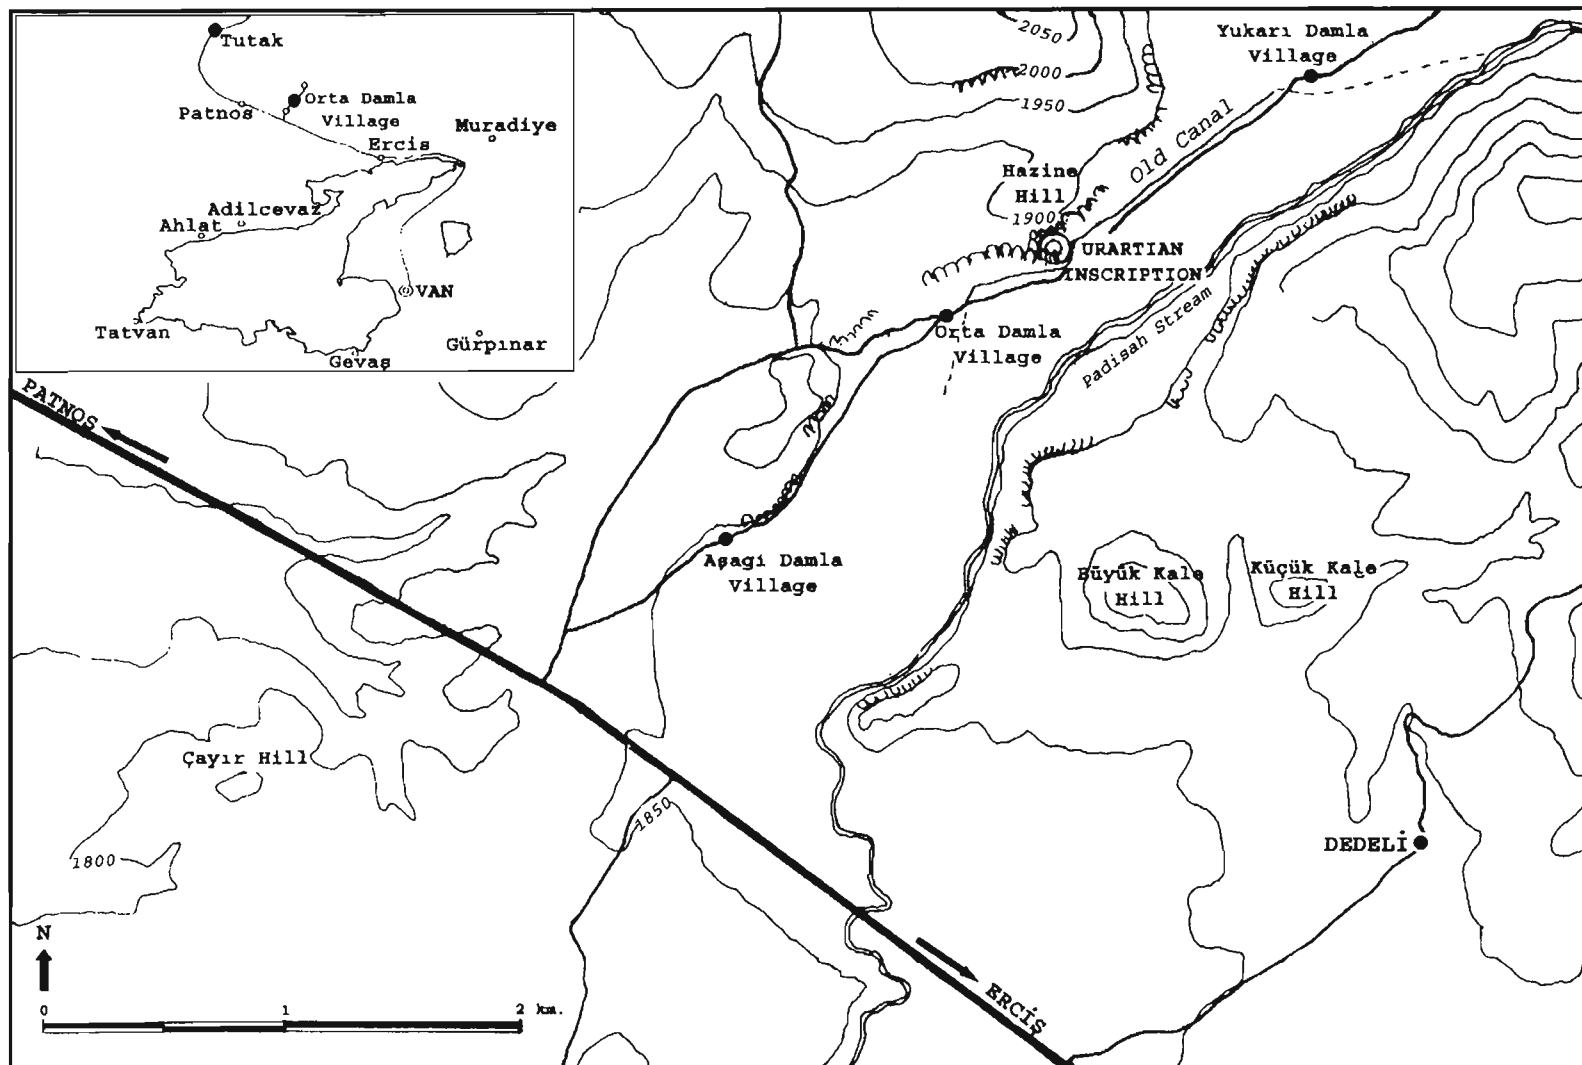 Tutak
Orta Damla
Village
Patnos
Muradiye
Ercis
Adilcevaz
Ahlat
VAN
Tatvan
Gürpınar
Gevaş
2050
2000
1950
Yukarı Damla
Village
Old Canal
Hazine
Hill
1900
URARTIAN
INSCRIPTION
Padisah Stream
Orta Damla
Village
PATNOS
Aşagi Damla
Village
Büyük Kale
Hill
Küçük Kale
Hill
Çayır Hill
1850
1800
DEDELİ
N
ERCİŞ
0 1 2 km.